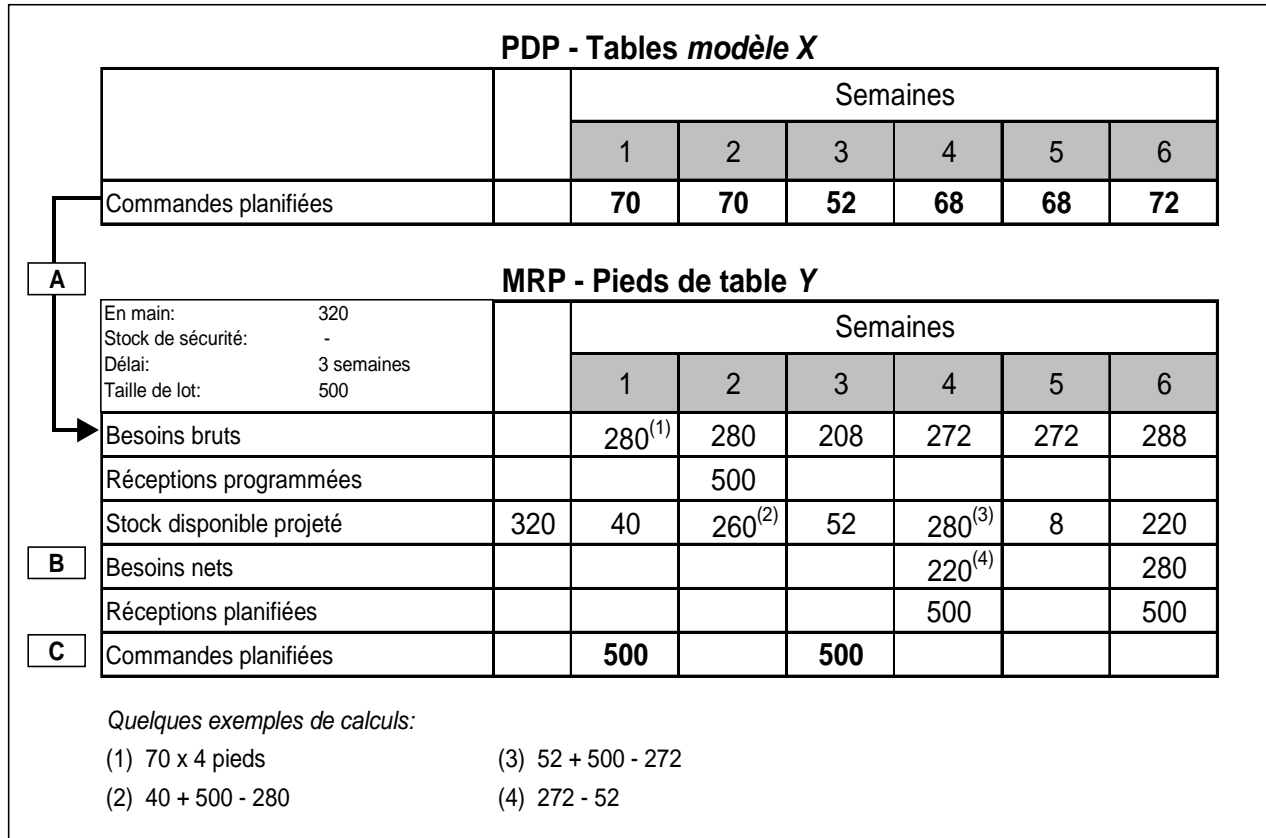 PDP - Tables modèle X
Semaines
1 2 3 4 5 6
Commandes planifiées 70 70 52 68 68 72
A
MRP - Pieds de table Y
En main: 320
Stock de sécurité: -
Délai: 3 semaines
Taille de lot: 500
Semaines
1 2 3 4 5 6
Besoins bruts 280(1) 280 208 272 272 288
Réceptions programmées 500
Stock disponible projeté 320 40 260(2) 52 280(3) 8 220
B Besoins nets 220(4) 280
Réceptions planifiées 500 500
C Commandes planifiées 500 500
Quelques exemples de calculs:
(1) 70 x 4 pieds (3) 52 + 500 - 272
(2) 40 + 500 - 280 (4) 272 - 52